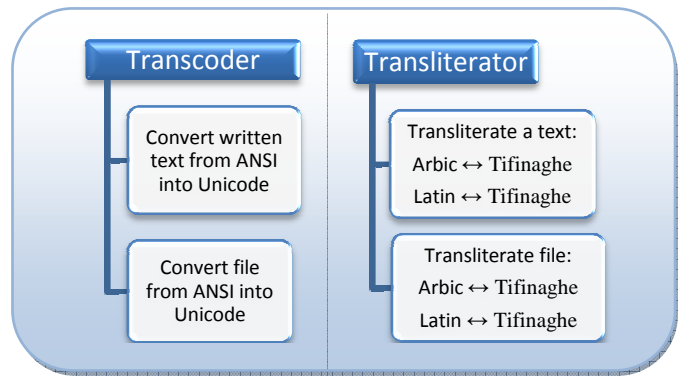 Transcoder
Convert written
text from ANSI
into Unicode
Convert file
from ANSI into
Unicode
Transliterator
Transliterate a text:
Arbic ↔ Tifinaghe
Latin ↔ Tifinaghe
Transliterate file:
Arbic ↔ Tifinaghe
Latin ↔ Tifinaghe